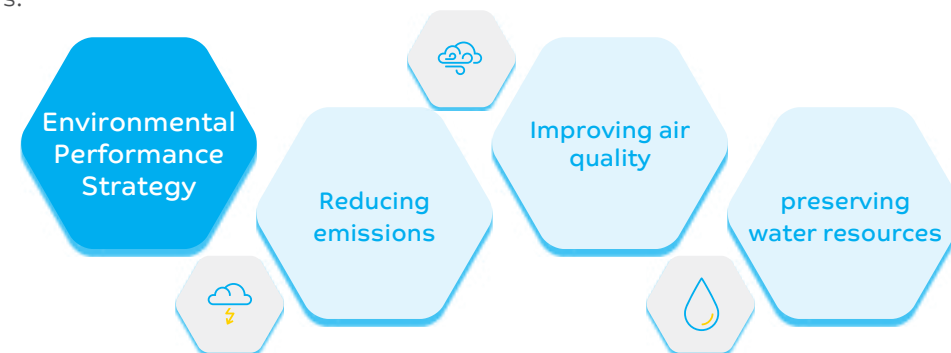 s.
Environmental
Performance
Strategy
Reducing
emissions
Improving air
quality
preserving
water resources